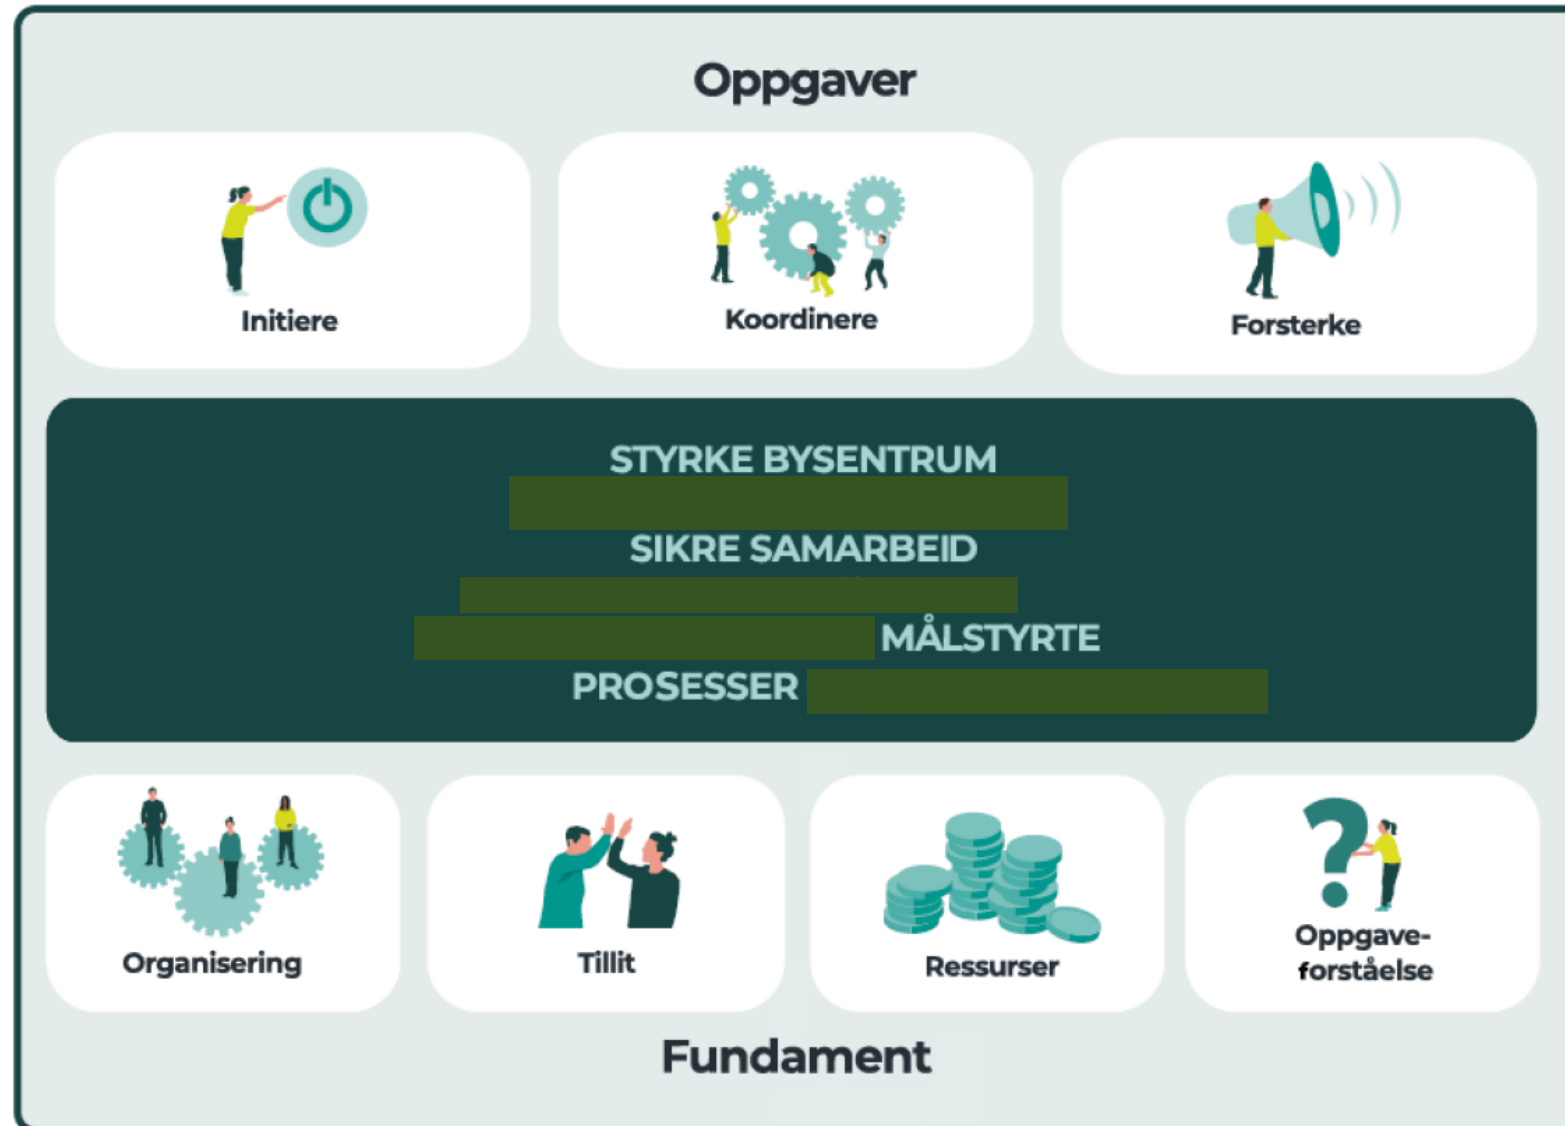 Oppgaver
Initiere
Koordinere
Forsterke
STYRKE BYSENTRUM
SIKRE SAMARBEID
MÅLSTYRTE
PROSESSER
Organisering
Tillit
Ressurser
Oppgave-
forståelse
Fundament